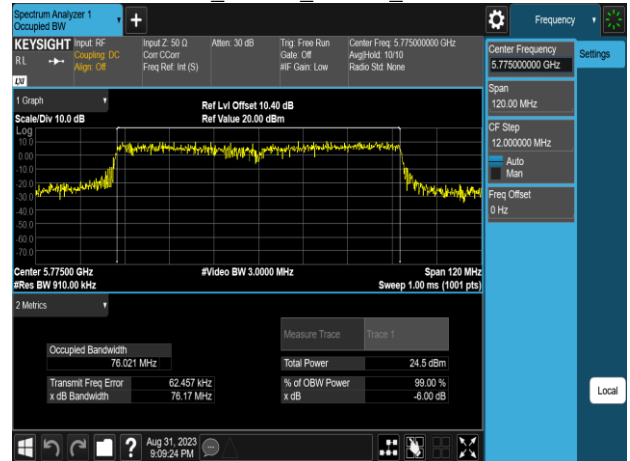 Spectrum Analyzer 1
Occupied BW
Frequency
KEYSIGHT
Input: RF
Input Z: 50 Ω
Atten: 30 dB
Trig: Free Run
Center Freq: 5.775000000 GHz
RL
Coupling: DC
Corr CCorr
Gate: Off
Avg|Hold: 10/10
Align: Off
Freq Ref: Int (S)
#IF Gain: Low
Radio Std: None
LXI
Center Frequency
5.775000000 GHz
Settings
Span
120.00 MHz
CF Step
12.000000 MHz
Auto
Man
Freq Offset
0 Hz
1 Graph
Ref Lvl Offset 10.40 dB
Scale/Div 10.0 dB
Ref Value 20.00 dBm
Log
10.0
0.00
-10.0
-20.0
-30.0
-40.0
-50.0
-60.0
-70.0
Center 5.77500 GHz
#Video BW 3.0000 MHz
Span 120 MHz
#Res BW 910.00 kHz
Sweep 1.00 ms (1001 pts)
2 Metrics
Measure Trace
Trace 1
Occupied Bandwidth
76.021 MHz
Total Power
24.5 dBm
Transmit Freq Error
62.457 kHz
% of OBW Power
99.00 %
x dB Bandwidth
76.17 MHz
x dB
-6.00 dB
Local
?
Aug 31, 2023
9:09:24 PM